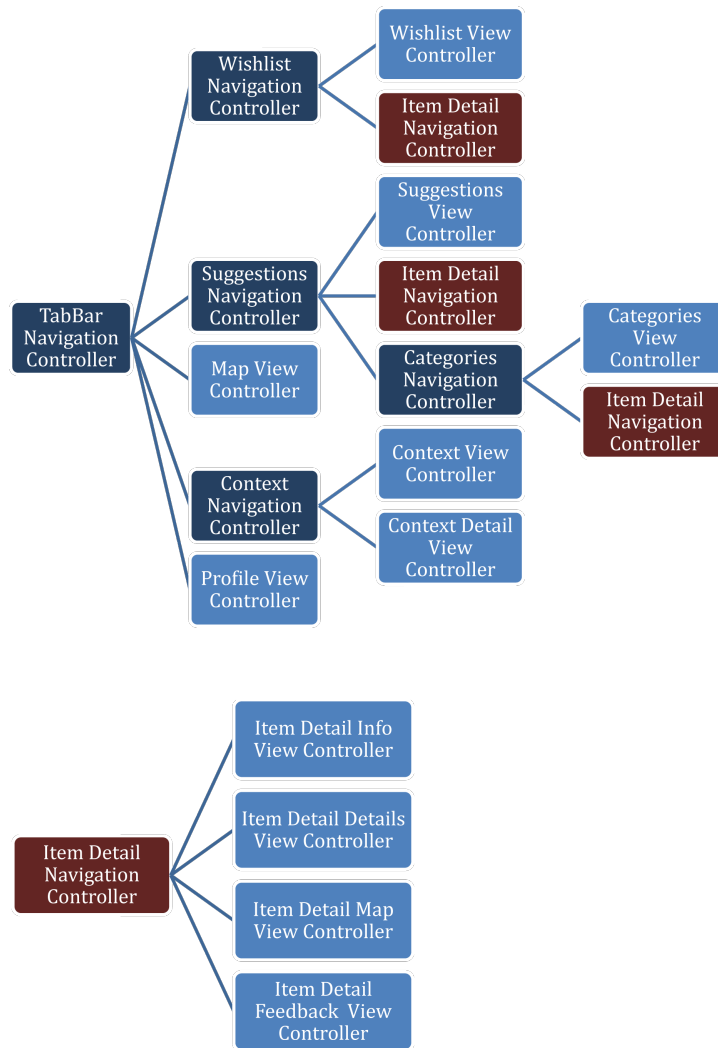 Wishlist
Navigation
Controller
Wishlist View
Controller
Item Detail
Navigation
Controller
TabBar
Navigation
Controller
Suggestions
Navigation
Controller
Suggestions
View
Controller
Item Detail
Navigation
Controller
Categories
Navigation
Controller
Categories
View
Controller
Item Detail
Navigation
Controller
Map View
Controller
Context
Navigation
Controller
Context View
Controller
Context Detail
View
Controller
Profile View
Controller
Item Detail
Navigation
Controller
Item Detail Info
View Controller
Item Detail Details
View Controller
Item Detail Map
View Controller
Item Detail
Feedback View
Controller